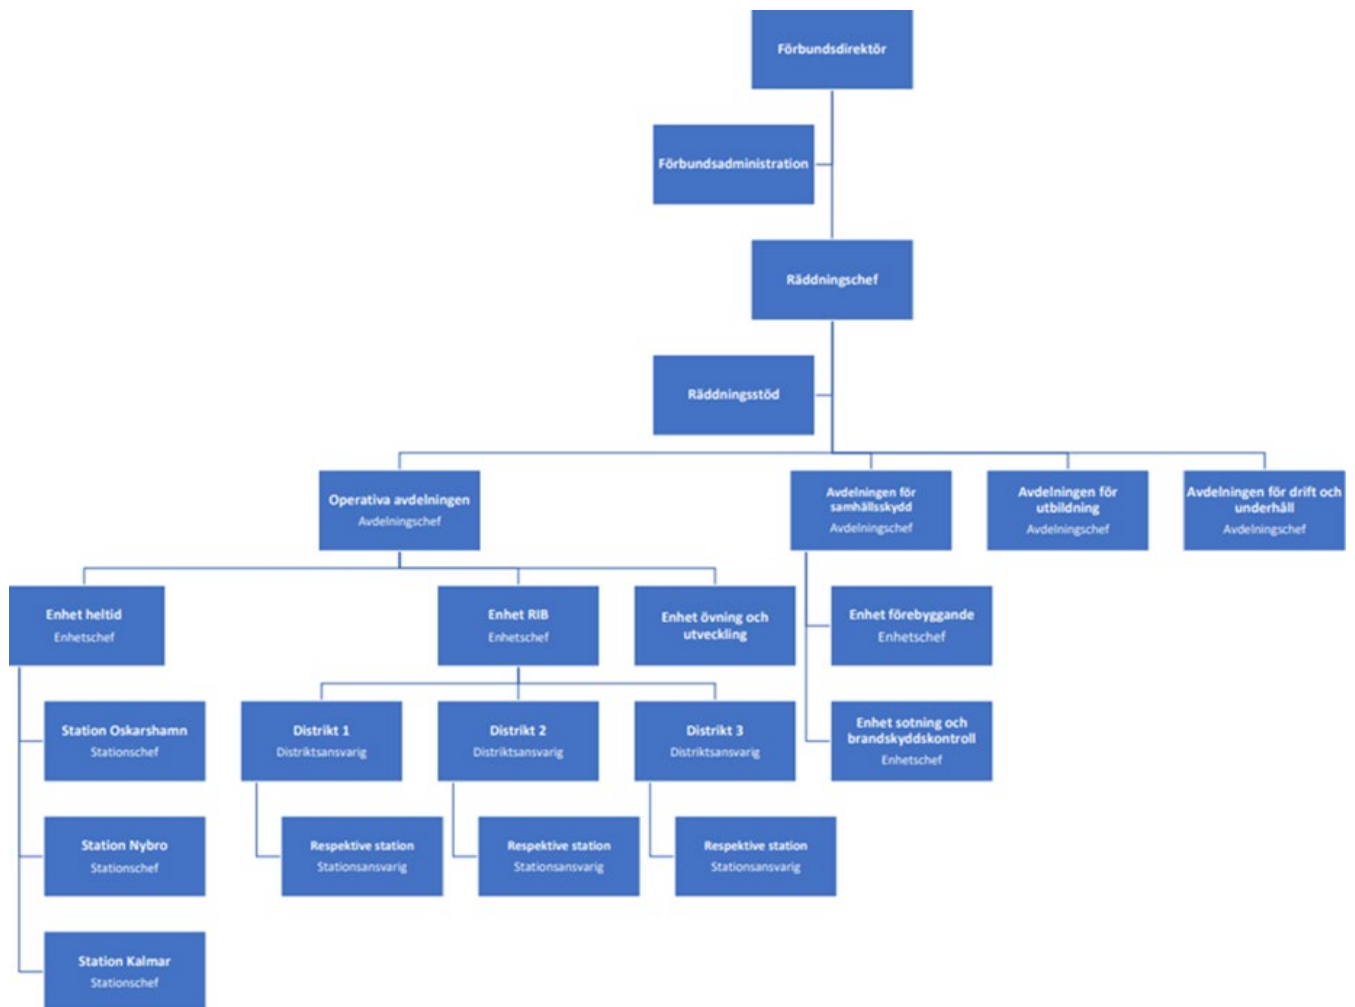 Förbundsdirektör
Förbundsadministration
Räddningschef
Räddningsstöd
Operativa avdelningen
Avdelningschef
Avdelningen för
samhällsskydd
Avdelningschef
Avdelningen för
utbildning
Avdelningschef
Avdelningen för drift och
underhåll
Avdelningschef
Enhet heltid
Enhetschef
Enhet RIB
Enhetschef
Enhet övning och
utveckling
Enhet förebyggande
Enhetschef
Station Oskarshamn
Stationschef
Distrikt 1
Distriktsansvarig
Distrikt 2
Distriktsansvarig
Distrikt 3
Distriktsansvarig
Enhet sotning och
brandskyddskontroll
Enhetschef
Station Nybro
Stationschef
Respektive station
Stationsansvarig
Respektive station
Stationsansvarig
Respektive station
Stationsansvarig
Station Kalmar
Stationschef